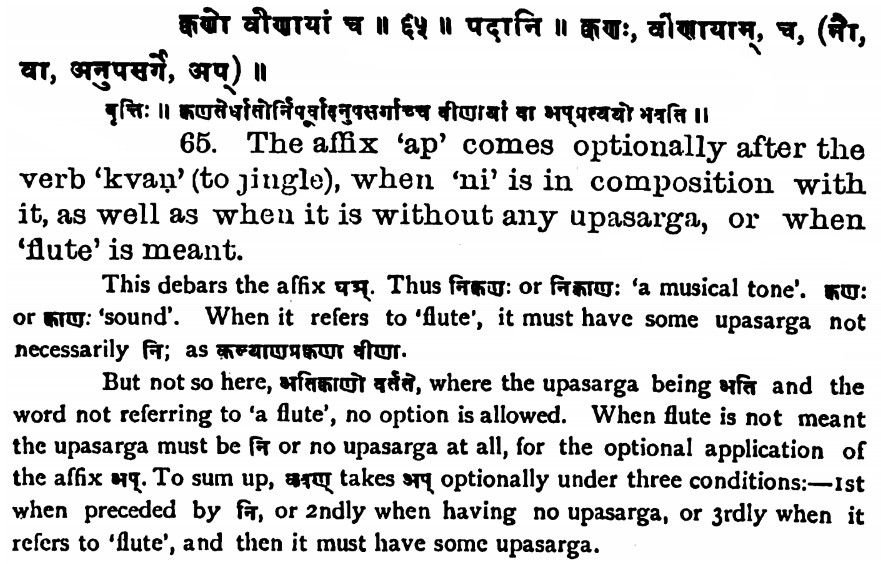 क्वणो वीणायां च ॥ ६५ ॥ पदानि ॥ क्वणः, वीणायाम्, च, (नौ,
वा, अनुपसर्गे, अप्) ॥
वृत्तिः ॥ क्वणतेर्धातोर्निपूर्वादनुपसर्गाच्च वीणायां वा अप्प्रत्ययो भवति ॥
65. The affix ‘ap’ comes optionally after the
verb ‘kvaṇ’ (to jingle), when ‘ni’ is in composition with
it, as well as when it is without any upasarga, or when
‘flute’ is meant.
This debars the affix घञ्. Thus निक्वणः or निक्वाणः ‘a musical tone’. क्वणः
or क्वाणः ‘sound’. When it refers to ‘flute’, it must have some upasarga not
necessarily नि; as कल्याणप्रक्वणा वीणा.
But not so here, अतिक्वाणो वर्तते, where the upasarga being अति and the
word not referring to ‘a flute’, no option is allowed. When flute is not meant
the upasarga must be नि or no upasarga at all, for the optional application of
the affix अप्. To sum up, क्वण् takes अप् optionally under three conditions:—1st
when preceded by नि, or 2ndly when having no upasarga, or 3rdly when it
refers to ‘flute’, and then it must have some upasarga.